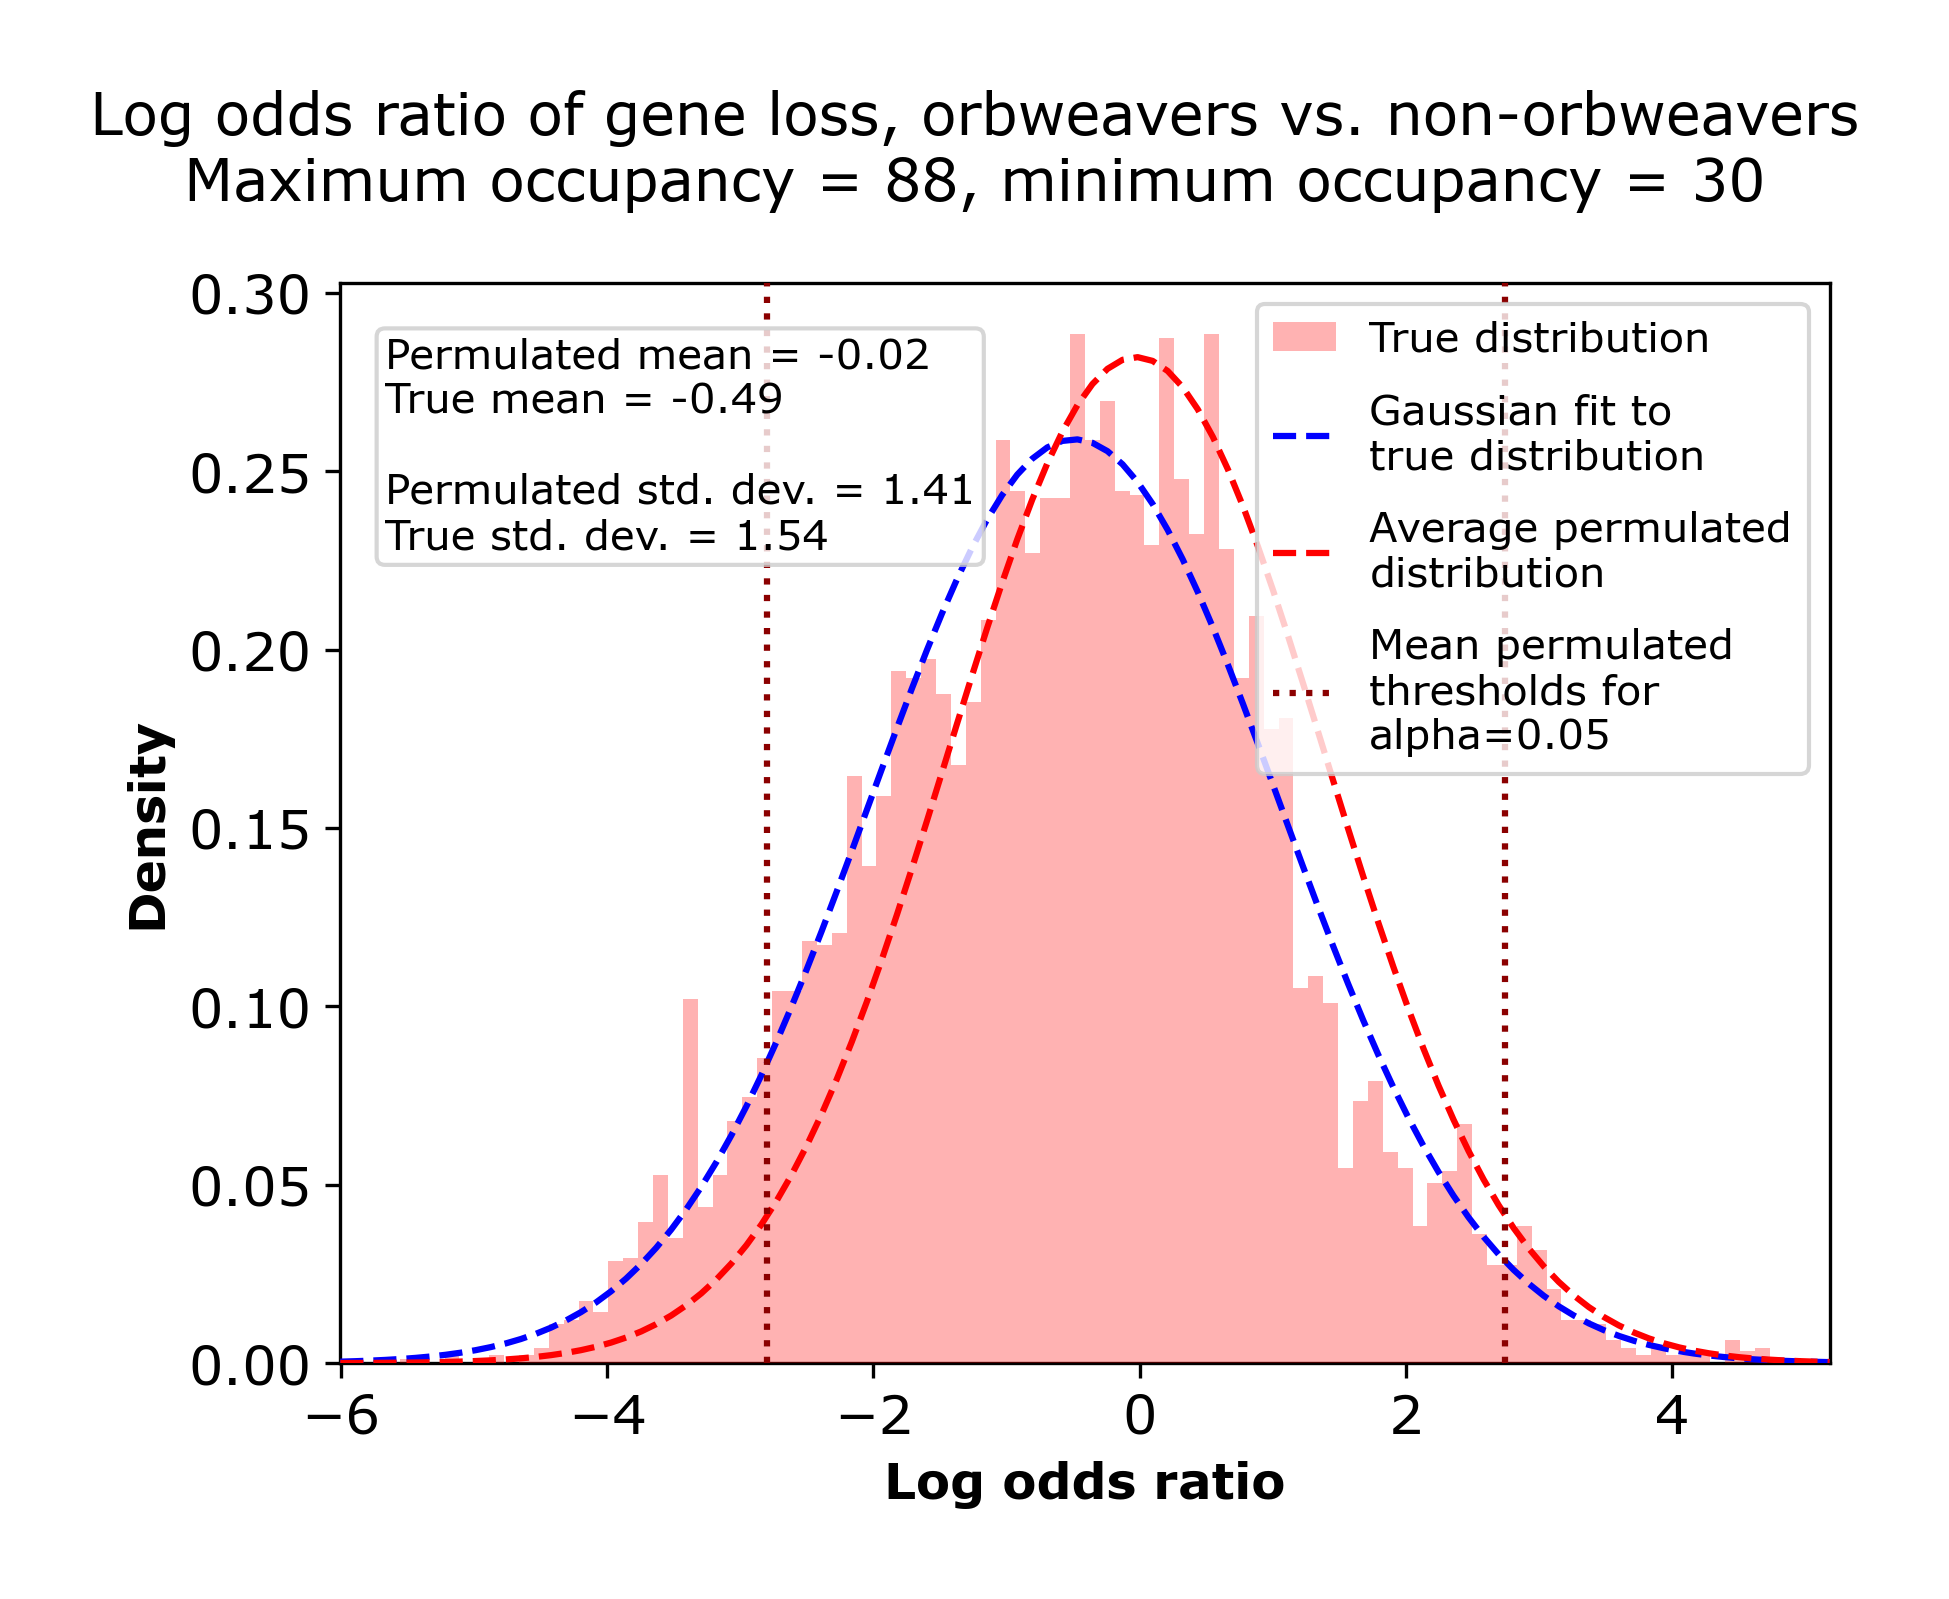 Log odds ratio of gene loss, orbweavers vs. non-orbweavers
Maximum occupancy = 88, minimum occupancy = 30
0.30
0.25
0.20
0.15
0.10
0.05
0.00
Density
Permulated mean = -0.02
True mean = -0.49
Permulated std. dev. = 1.41
True std. dev. = 1.54
True distribution
Gaussian fit to
true distribution
Average permulated
distribution
Mean permulated
thresholds for
alpha=0.05
−6 −4 −2 0 2 4
Log odds ratio